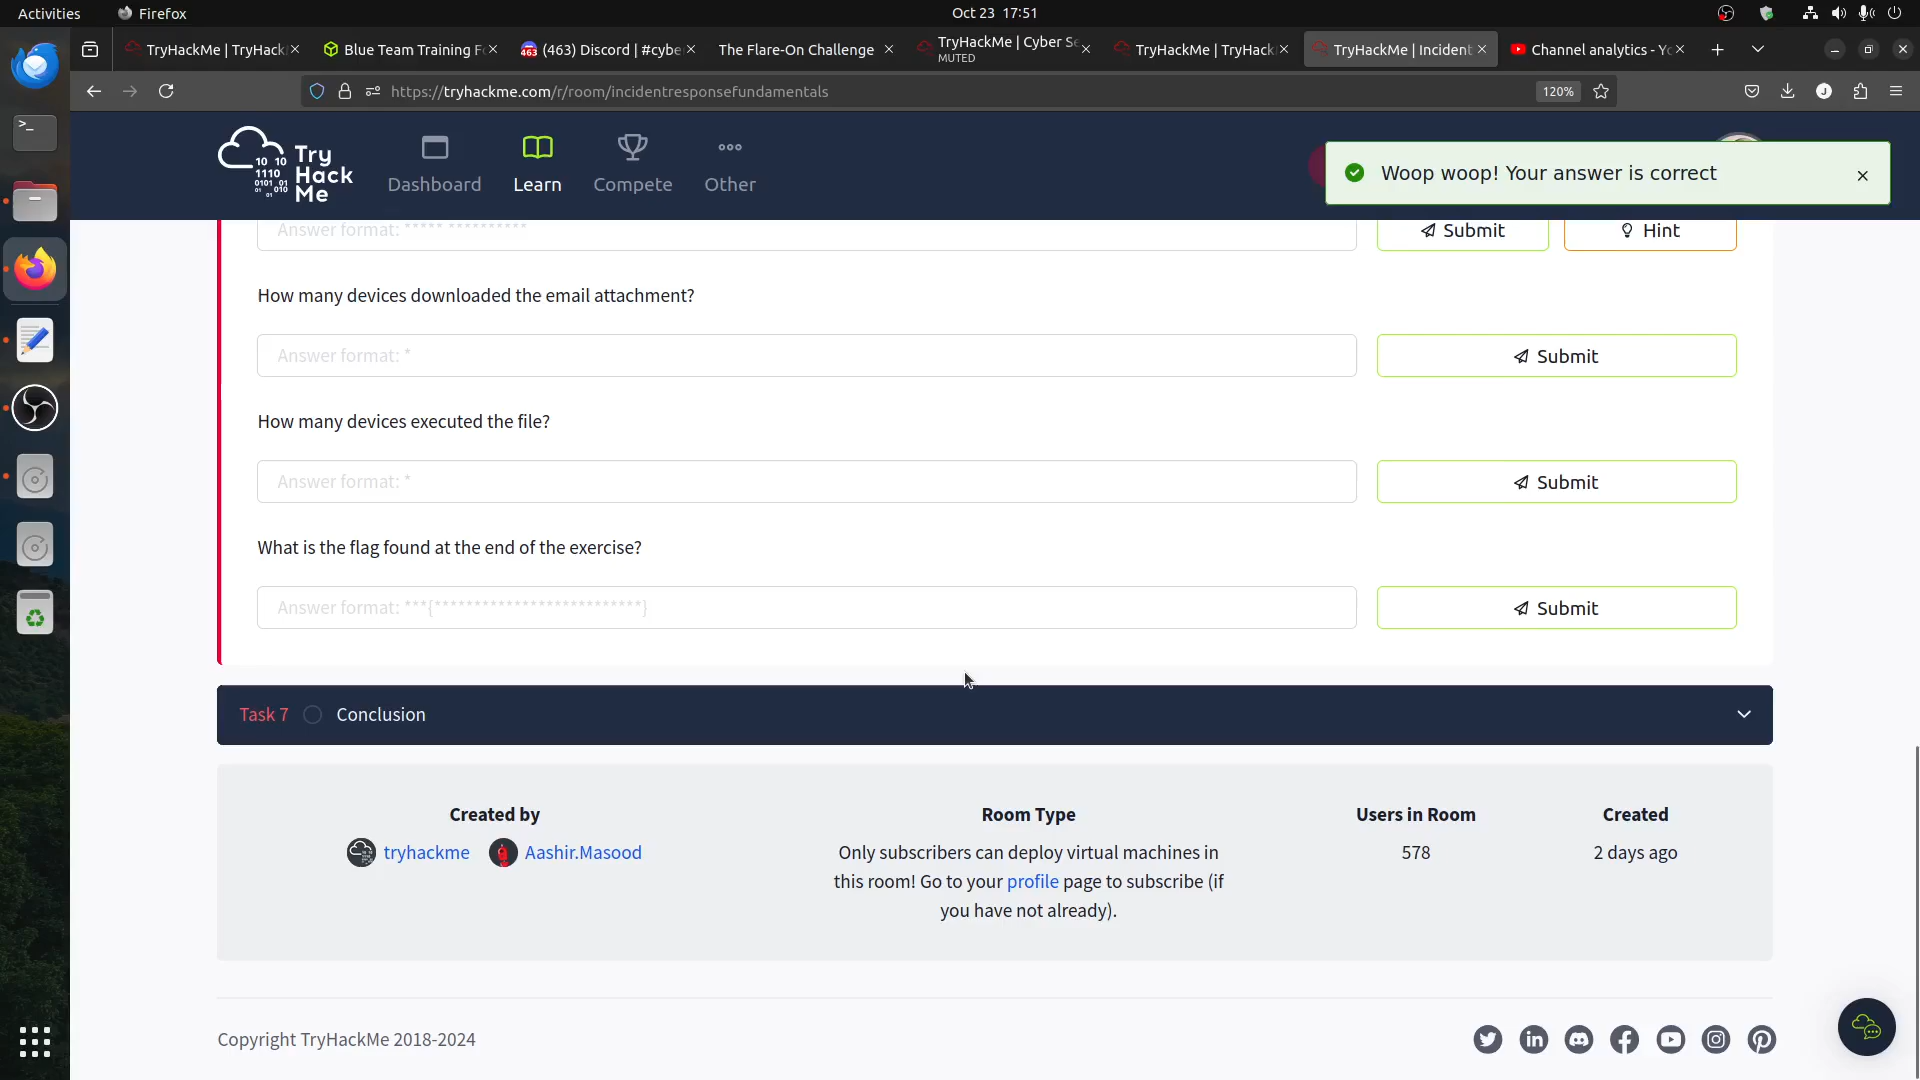 Activities
Firefox
Oct 23 17:51
TryHackMe | TryHack
Blue Team Training Fo
(463) Discord | #cyber
The Flare-On Challenge
TryHackMe | Cyber Se
MUTED
TryHackMe | TryHack
TryHackMe | Incident
Channel analytics - Yo
https://tryhackme.com/r/room/incidentresponsefundamentals
120%
Try
Hack
Me
Dashboard
Learn
Compete
Other
Woop woop! Your answer is correct
Answer format: ***** **********
Submit
Hint
How many devices downloaded the email attachment?
Answer format: *
Submit
How many devices executed the file?
Answer format: *
Submit
What is the flag found at the end of the exercise?
Answer format: ***{**************************}
Submit
Task 7
Conclusion
Created by
tryhackme
Aashir.Masood
Room Type
Only subscribers can deploy virtual machines in
this room! Go to your profile page to subscribe (if
you have not already).
Users in Room
578
Created
2 days ago
Copyright TryHackMe 2018-2024